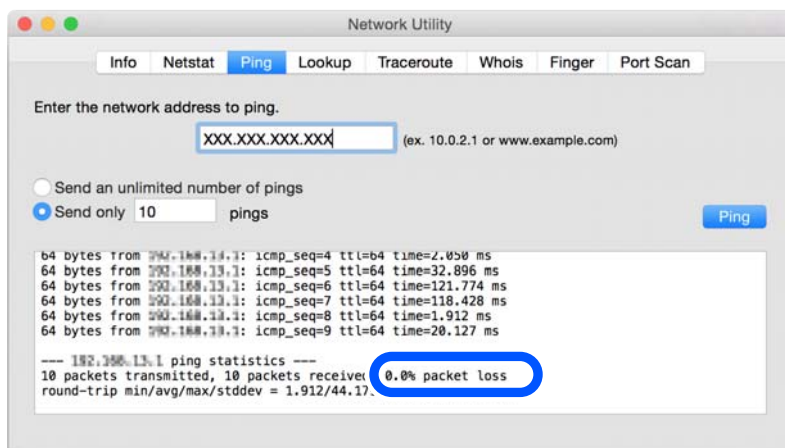 Network Utility
Info Netstat Ping Lookup Traceroute Whois Finger Port Scan
Enter the network address to ping.
XXX.XXX.XXX.XXX (ex. 10.0.2.1 or www.example.com)
Send an unlimited number of pings
Send only 10 pings
Ping
64 bytes from : icmp_seq=4 ttl=64 time=2.050 ms
64 bytes from : icmp_seq=5 ttl=64 time=32.896 ms
64 bytes from : icmp_seq=6 ttl=64 time=121.774 ms
64 bytes from : icmp_seq=7 ttl=64 time=118.428 ms
64 bytes from : icmp_seq=8 ttl=64 time=1.912 ms
64 bytes from : icmp_seq=9 ttl=64 time=20.127 ms
--- ping statistics ---
10 packets transmitted, 10 packets received 0.0% packet loss
round-trip min/avg/max/stddev = 1.912/44.17